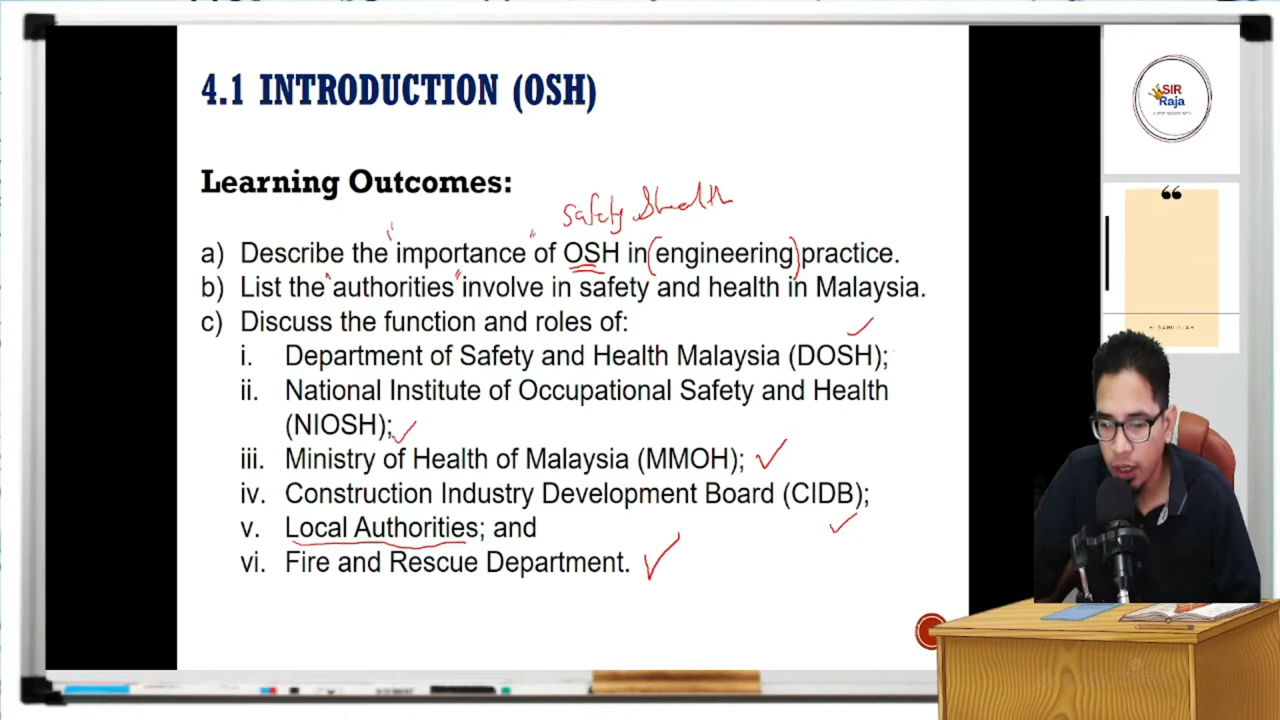 4.1 INTRODUCTION (OSH)
SIR
Raja
Learning Outcomes:
Safety & health
a) Describe the "importance" of OSH in (engineering) practice.
b) List the "authorities" involve in safety and health in Malaysia.
c) Discuss the function and roles of:
i. Department of Safety and Health Malaysia (DOSH);
ii. National Institute of Occupational Safety and Health
(NIOSH);
iii. Ministry of Health of Malaysia (MMOH);
iv. Construction Industry Development Board (CIDB);
v. Local Authorities; and
vi. Fire and Rescue Department.